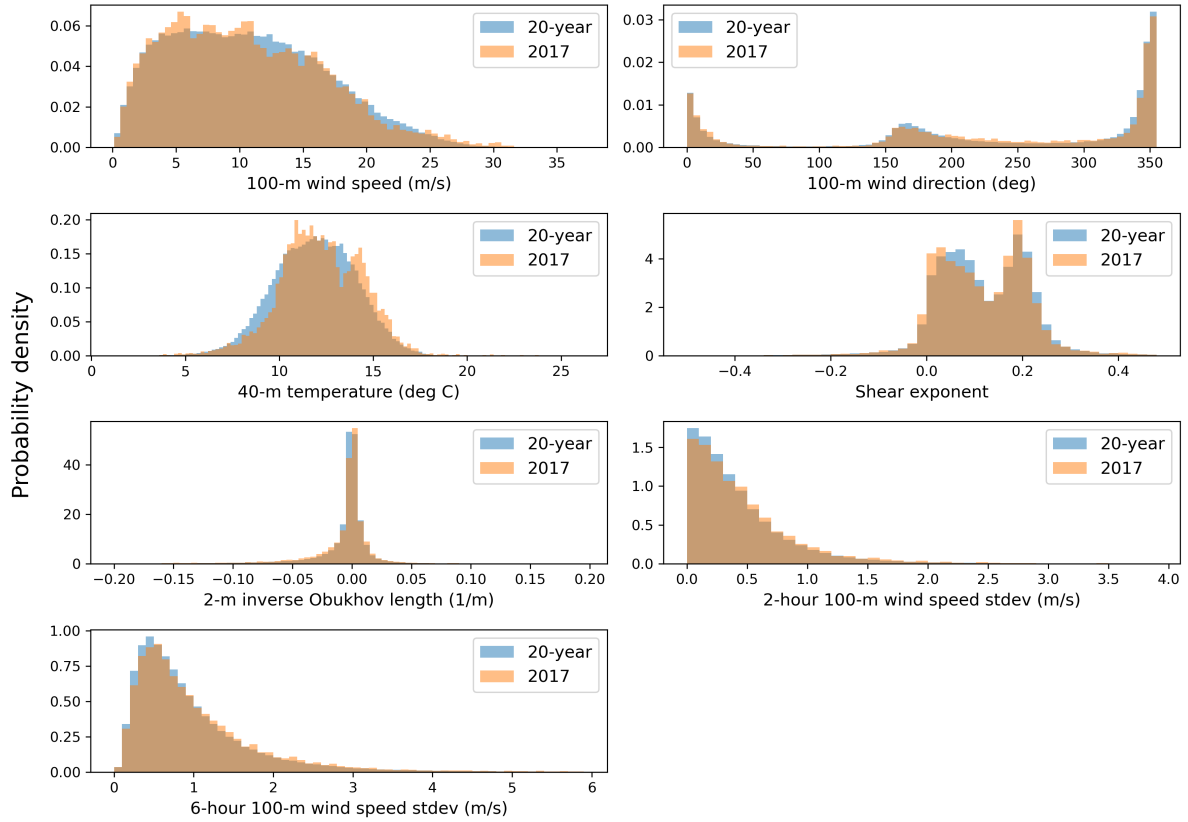 Probability density
0.06
0.04
0.02
0.00
0 5 10 15 20 25 30 35
100-m wind speed (m/s)
20-year
2017
0.03
0.02
0.01
0.00
0 50 100 150 200 250 300 350
100-m wind direction (deg)
20-year
2017
0.20
0.15
0.10
0.05
0.00
0 5 10 15 20 25
40-m temperature (deg C)
20-year
2017
4
2
0
−0.4 −0.2 0.0 0.2 0.4
Shear exponent
20-year
2017
40
20
0
−0.20 −0.15 −0.10 −0.05 0.00 0.05 0.10 0.15 0.20
2-m inverse Obukhov length (1/m)
20-year
2017
1.5
1.0
0.5
0.0
0.0 0.5 1.0 1.5 2.0 2.5 3.0 3.5 4.0
2-hour 100-m wind speed stdev (m/s)
20-year
2017
1.00
0.75
0.50
0.25
0.00
0 1 2 3 4 5 6
6-hour 100-m wind speed stdev (m/s)
20-year
2017